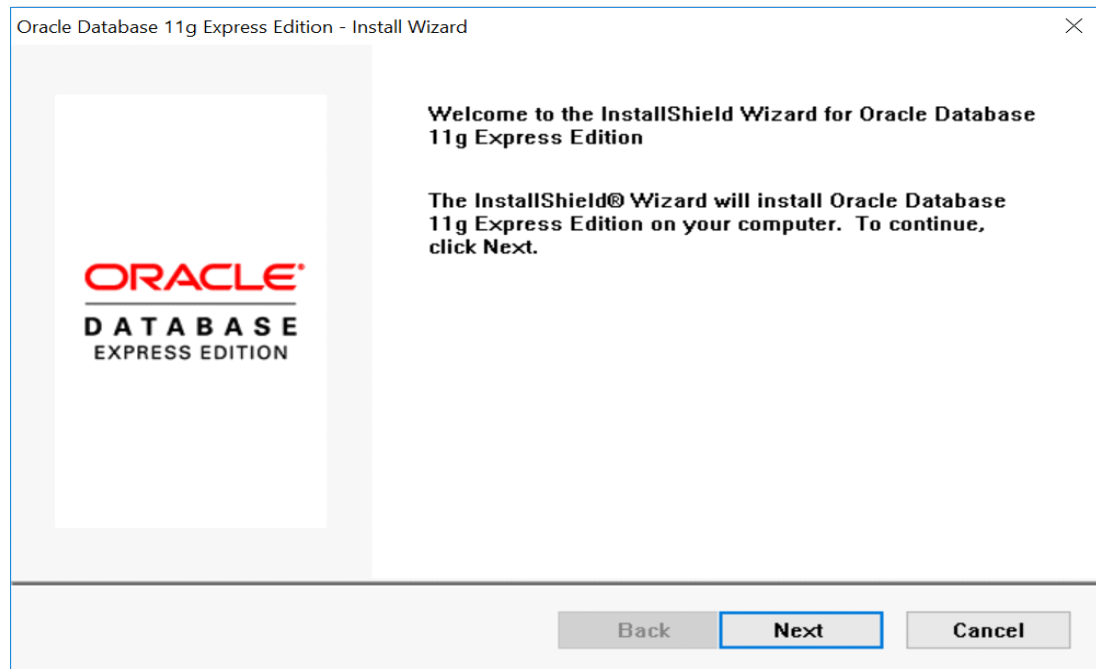 Oracle Database 11g Express Edition - Install Wizard
Welcome to the InstallShield Wizard for Oracle Database
11g Express Edition
The InstallShield® Wizard will install Oracle Database
11g Express Edition on your computer. To continue,
click Next.
ORACLE
DATABASE
EXPRESS EDITION
Back
Next
Cancel